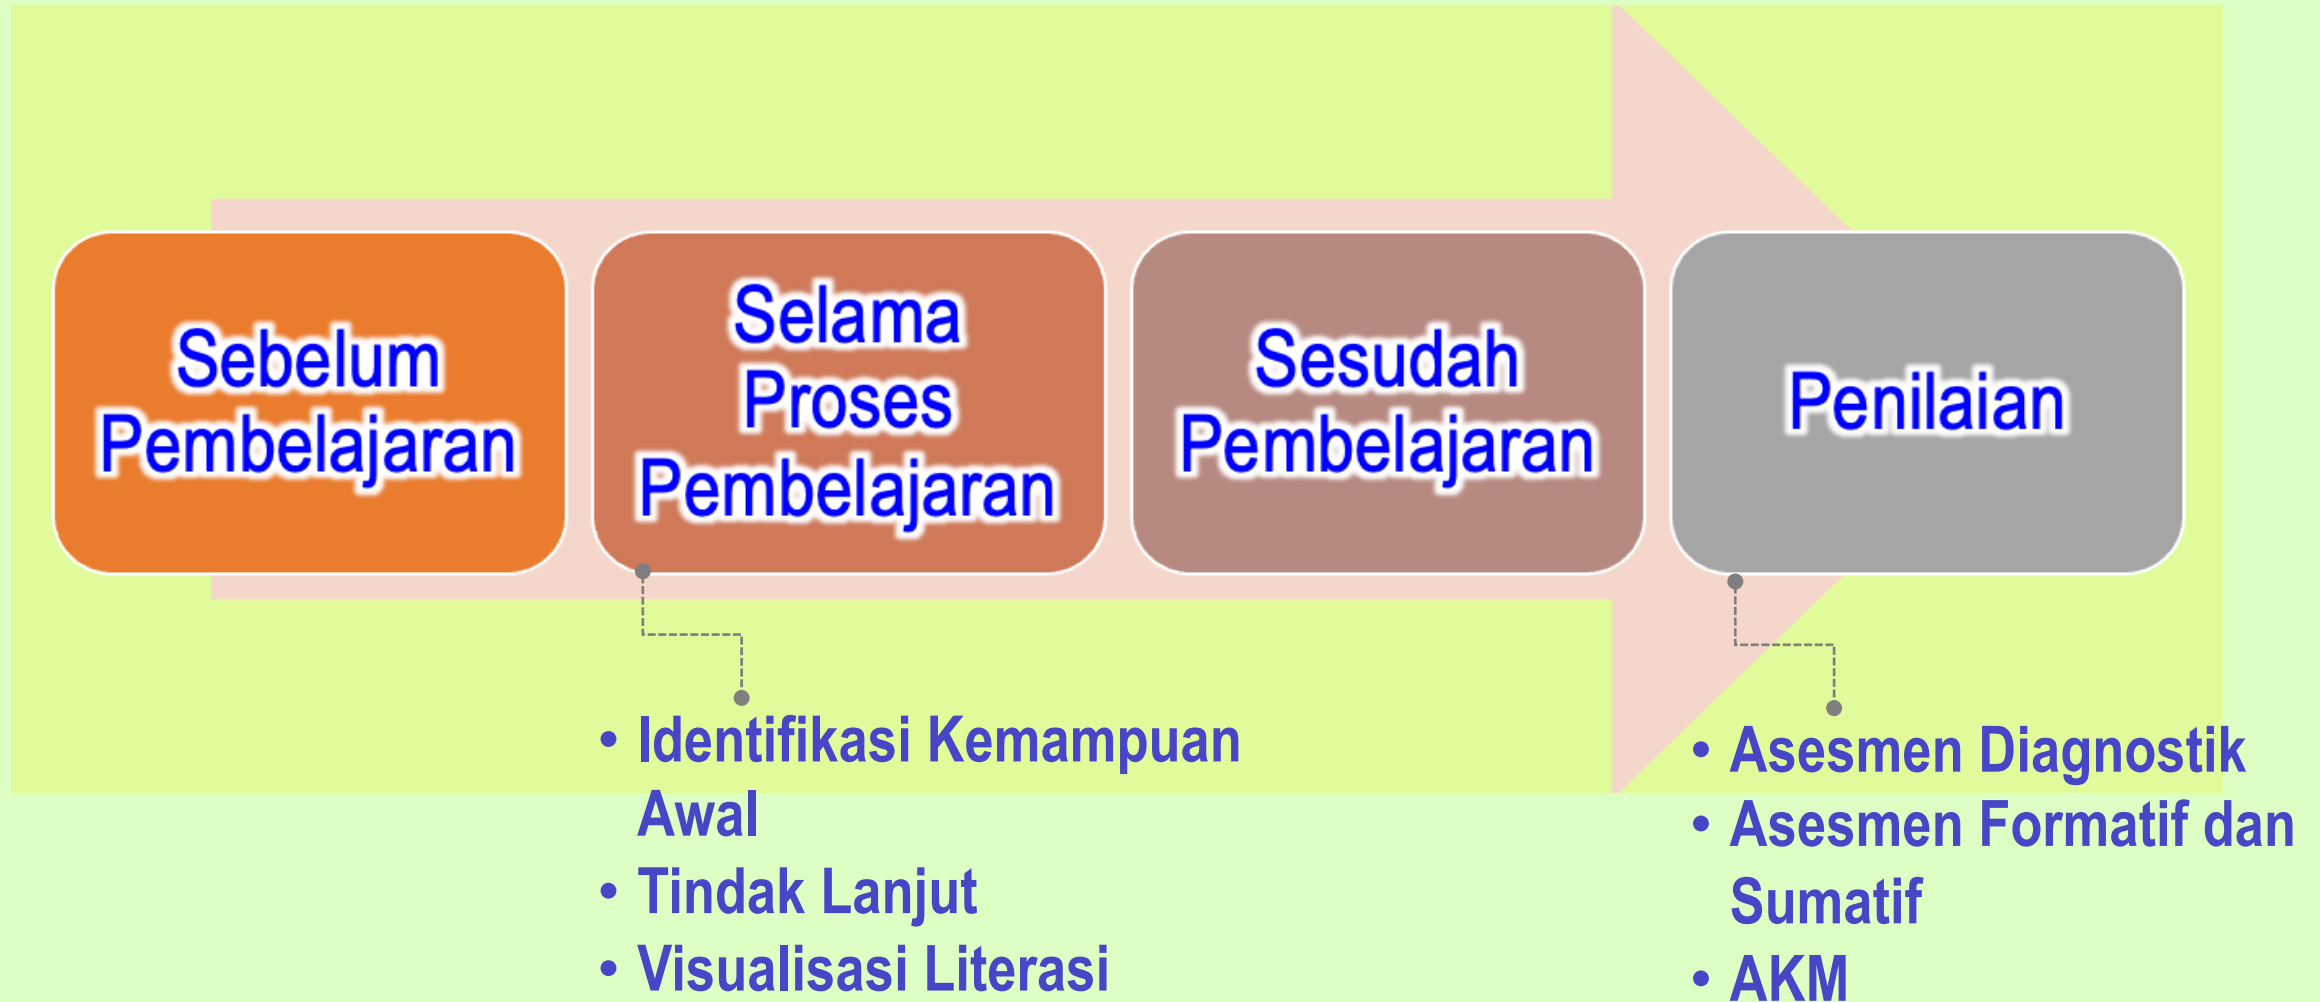 Sebelum
Pembelajaran
Selama
Proses
Pembelajaran
Sesudah
Pembelajaran
Penilaian
• Identifikasi Kemampuan
Awal
• Tindak Lanjut
• Visualisasi Literasi
• Asesmen Diagnostik
• Asesmen Formatif dan
Sumatif
• AKM